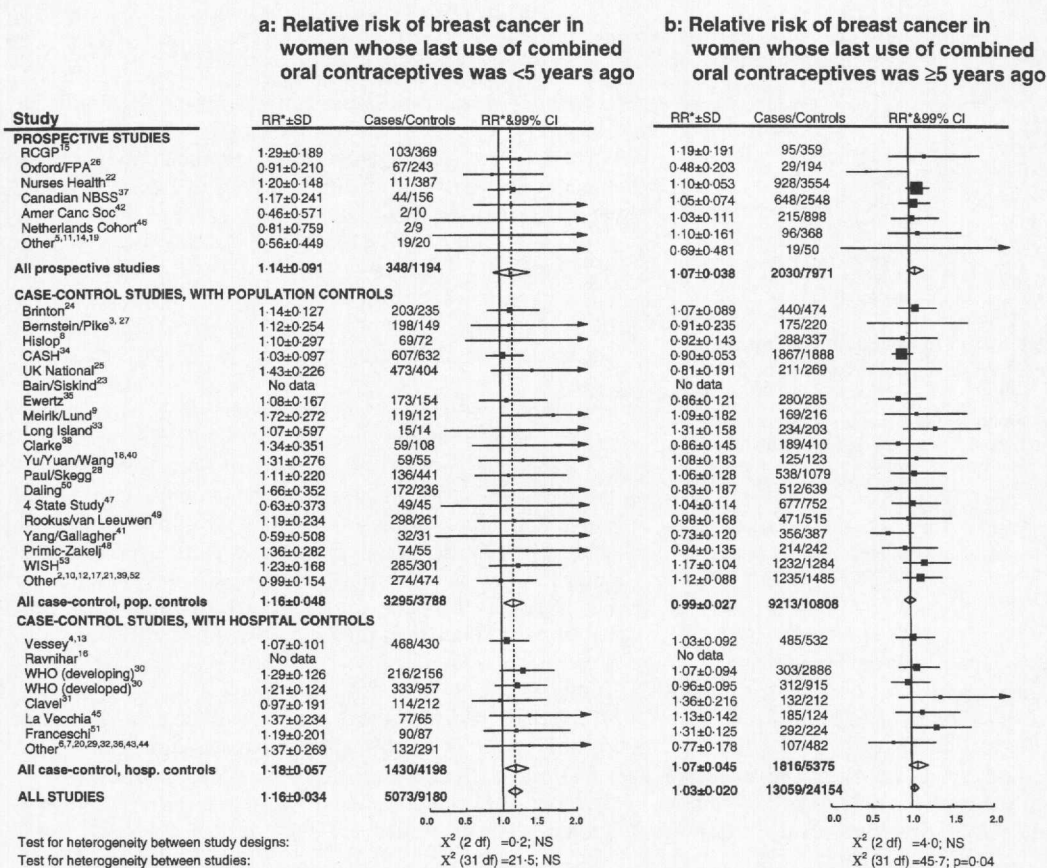 a: Relative risk of breast cancer in women whose last use of combined oral contraceptives was <5 years ago
b: Relative risk of breast cancer in women whose last use of combined oral contraceptives was ≥5 years ago
Study RR*±SD Cases/Controls RR*&99% CI RR*±SD Cases/Controls RR*&99% CI
PROSPECTIVE STUDIES
RCGP15 1·29±0·189 103/369 1·19±0·191 95/359
Oxford/FPA26 0·91±0·210 67/243 0·48±0·203 29/194
Nurses Health22 1·20±0·148 111/387 1·10±0·053 928/3554
Canadian NBSS37 1·17±0·241 44/156 1·05±0·074 648/2548
Amer Canc Soc42 0·46±0·571 2/10 1·03±0·111 215/898
Netherlands Cohort46 0·81±0·759 2/9 1·10±0·161 96/368
Other5,11,14,19 0·56±0·449 19/20 0·69±0·481 19/50
All prospective studies 1·14±0·091 348/1194 1·07±0·038 2030/7971
CASE-CONTROL STUDIES, WITH POPULATION CONTROLS
Brinton24 1·14±0·127 203/235 1·07±0·089 440/474
Bernstein/Pike3, 27 1·12±0·254 198/149 0·91±0·235 175/220
Hislop8 1·10±0·297 69/72 0·92±0·143 288/337
CASH34 1·03±0·097 607/632 0·90±0·053 1867/1888
UK National25 1·43±0·226 473/404 0·81±0·191 211/269
Bain/Siskind23 No data No data
Ewertz35 1·08±0·167 173/154 0·86±0·121 280/285
Meirik/Lund9 1·72±0·272 119/121 1·09±0·182 169/216
Long Island33 1·07±0·597 15/14 1·31±0·158 234/203
Clarke38 1·34±0·351 59/108 0·86±0·145 189/410
Yu/Yuan/Wang18,40 1·31±0·276 59/55 1·08±0·183 125/123
Paul/Skegg28 1·11±0·220 136/441 1·06±0·128 538/1079
Daling50 1·66±0·352 172/236 0·83±0·187 512/639
4 State Study47 0·63±0·373 49/45 1·04±0·114 677/752
Rookus/van Leeuwen49 1·19±0·234 298/261 0·98±0·168 471/515
Yang/Gallagher41 0·59±0·508 32/31 0·73±0·120 356/387
Primic-Zakelj48 1·36±0·282 74/55 0·94±0·135 214/242
WISH53 1·23±0·168 285/301 1·17±0·104 1232/1284
Other2,10,12,17,21,39,52 0·99±0·154 274/474 1·12±0·088 1235/1485
All case-control, pop. controls 1·16±0·048 3295/3788 0·99±0·027 9213/10808
CASE-CONTROL STUDIES, WITH HOSPITAL CONTROLS
Vessey4,13 1·07±0·101 468/430 1·03±0·092 485/532
Ravnihar16 No data No data
WHO (developing)30 1·29±0·126 216/2156 1·07±0·094 303/2886
WHO (developed)30 1·21±0·124 333/957 0·96±0·095 312/915
Clavel31 0·97±0·191 114/212 1·36±0·216 132/212
La Vecchia45 1·37±0·234 77/65 1·13±0·142 185/124
Franceschi51 1·19±0·201 90/87 1·31±0·125 292/224
Other6,7,20,29,32,36,43,44 1·37±0·269 132/291 0·77±0·178 107/482
All case-control, hosp. controls 1·18±0·057 1430/4198 1·07±0·045 1816/5375
ALL STUDIES 1·16±0·034 5073/9180 1·03±0·020 13059/24154
0.0 0.5 1.0 1.5 2.0 0.0 0.5 1.0 1.5 2.0
Test for heterogeneity between study designs: X2 (2 df) =0·2; NS X2 (2 df) =4·0; NS
Test for heterogeneity between studies: X2 (31 df) =21·5; NS X2 (31 df) =45·7; p=0·04